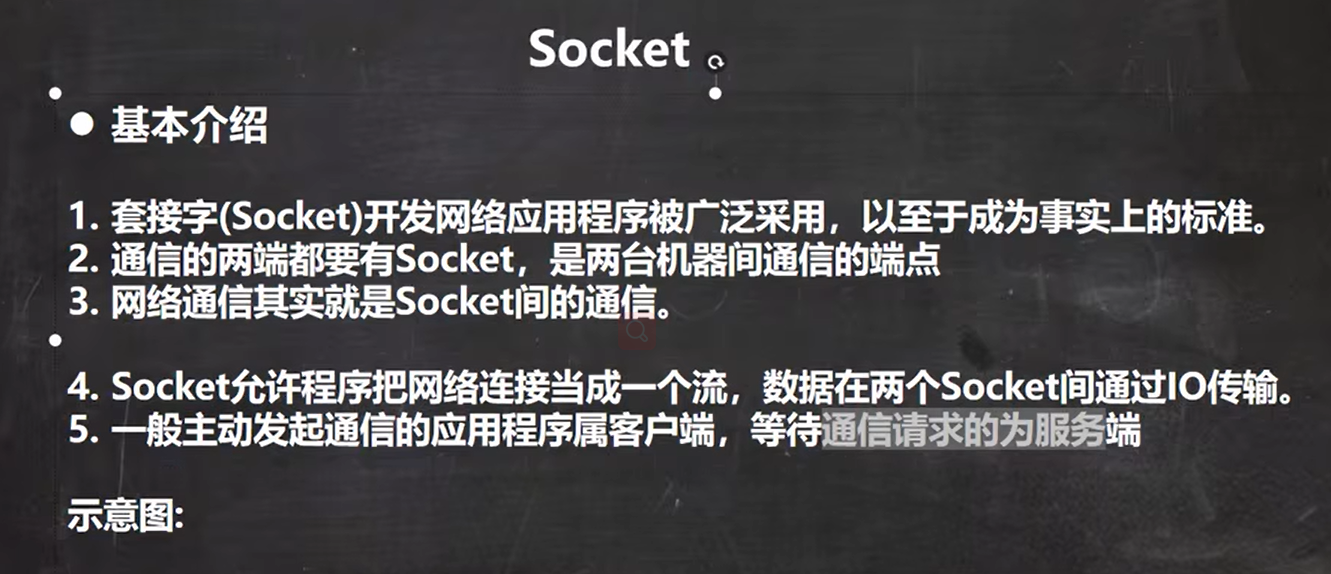 Socket
● 基本介绍
1. 套接字(Socket)开发网络应用程序被广泛采用，以至于成为事实上的标准。
2. 通信的两端都要有Socket，是两台机器间通信的端点
3. 网络通信其实就是Socket间的通信。
4. Socket允许程序把网络连接当成一个流，数据在两个Socket间通过IO传输。
5. 一般主动发起通信的应用程序属客户端，等待通信请求的为服务端
示意图: